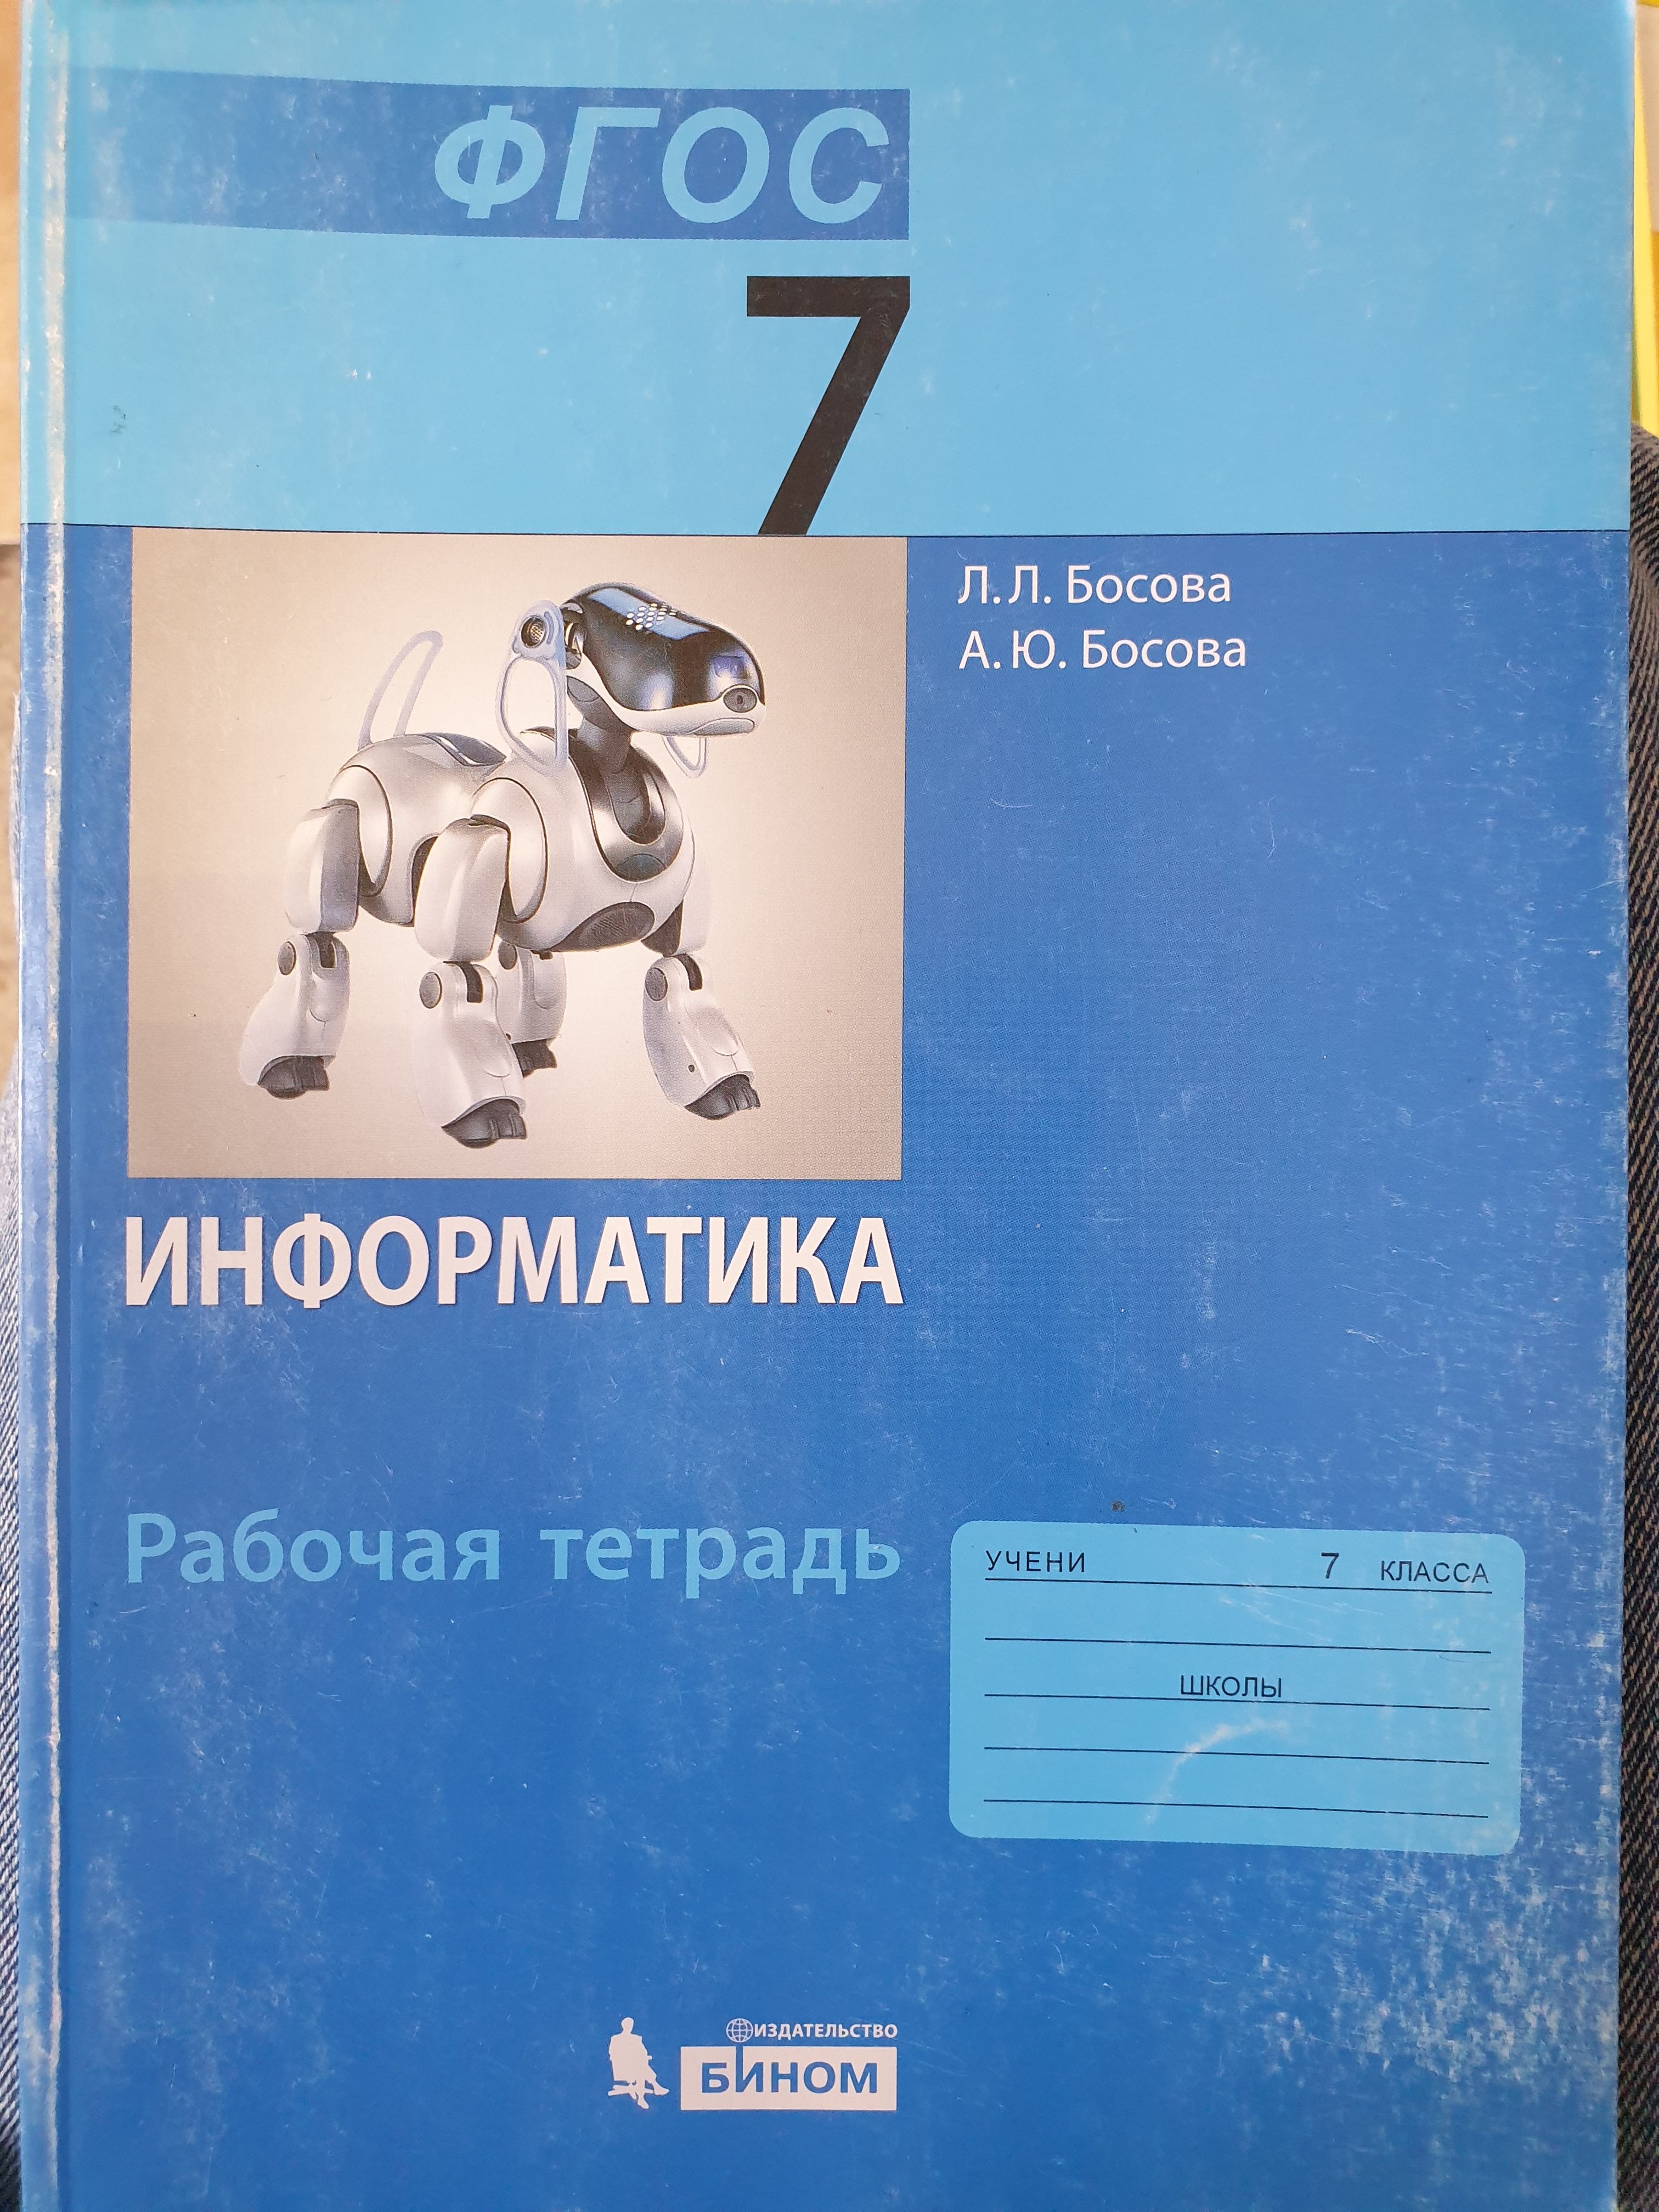 ФГОС
7
Л.Л. Босова
А.Ю. Босова
ИНФОРМАТИКА
Рабочая тетрадь
УЧЕНИ 7 КЛАССА
ШКОЛЫ
ИЗДАТЕЛЬСТВО
БИНОМ